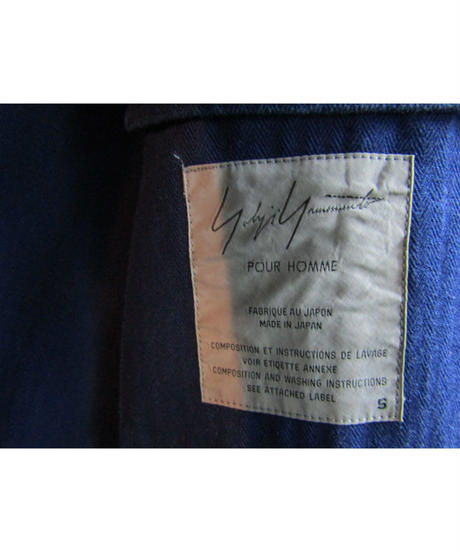 Yohji Yamamoto
POUR HOMME
FABRIQUE AU JAPON
MADE IN JAPAN
COMPOSITION ET INSTRUCTIONS DE LAVAGE
VOIR ETIQETTE ANNEXE
COMPOSITION AND WASHING INSTRUCTIONS
SEE ATTACHED LABEL
S